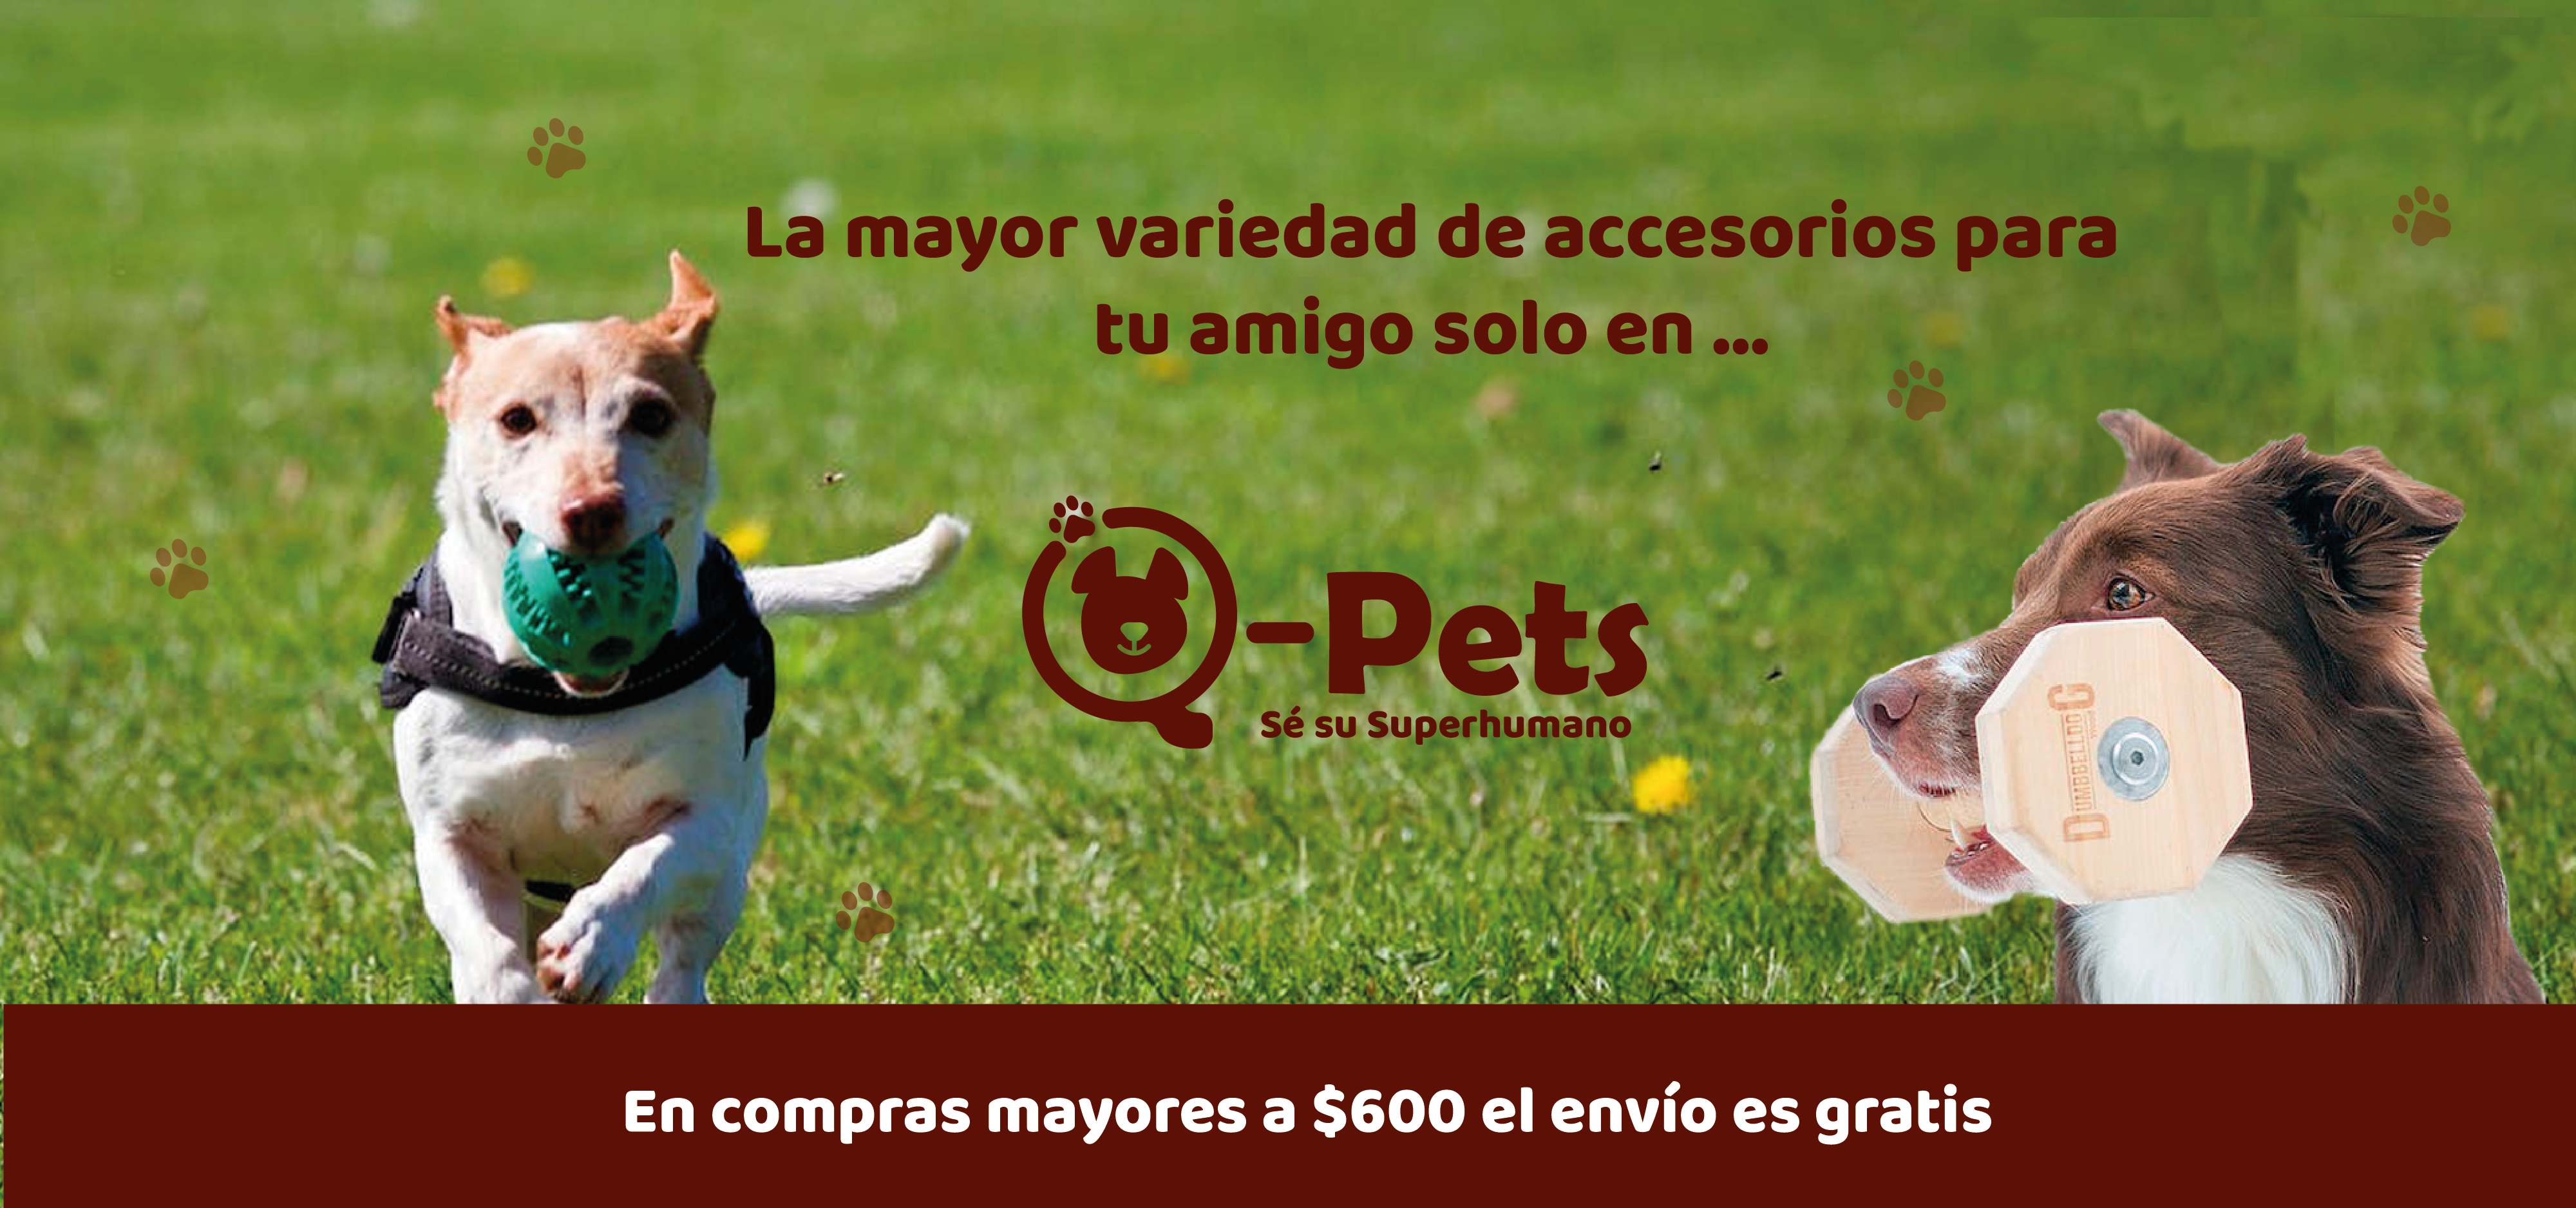 La mayor variedad de accesorios para
tu amigo solo en ...
Q-Pets
Sé su Superhumano
DUMBBELLDOG
En compras mayores a $600 el envío es gratis